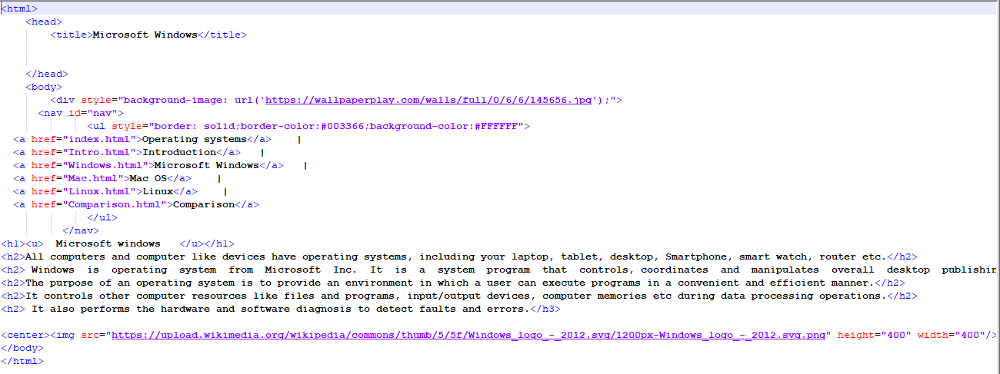 <html>
<head>
<title>Microsoft Windows</title>
</head>
<body>
<div style="background-image: url('https://wallpaperplay.com/walls/full/0/6/6/145656.jpg');">
<nav id="nav">
<ul style="border: solid;border-color:#003366;background-color:#FFFFFF">
<a href="index.html">Operating systems</a> |
<a href="Intro.html">Introduction</a> |
<a href="Windows.html">Microsoft Windows</a> |
<a href="Mac.html">Mac OS</a> |
<a href="Linux.html">Linux</a> |
<a href="Comparison.html">Comparison</a>
</ul>
</nav>
<h1><u> Microsoft windows </u></h1>
<h2>All computers and computer like devices have operating systems, including your laptop, tablet, desktop, Smartphone, smart watch, router etc.</h2>
<h2> Windows is operating system from Microsoft Inc. It is a system program that controls, coordinates and manipulates overall desktop publishin
<h2>The purpose of an operating system is to provide an environment in which a user can execute programs in a convenient and efficient manner.</h2>
<h2>It controls other computer resources like files and programs, input/output devices, computer memories etc during data processing operations.</h2>
<h2> It also performs the hardware and software diagnosis to detect faults and errors.</h3>
<center><img src="https://upload.wikimedia.org/wikipedia/commons/thumb/5/5f/Windows_logo_-_2012.svg/1200px-Windows_logo_-_2012.svg.png" height="400" width="400"/>
</body>
</html>